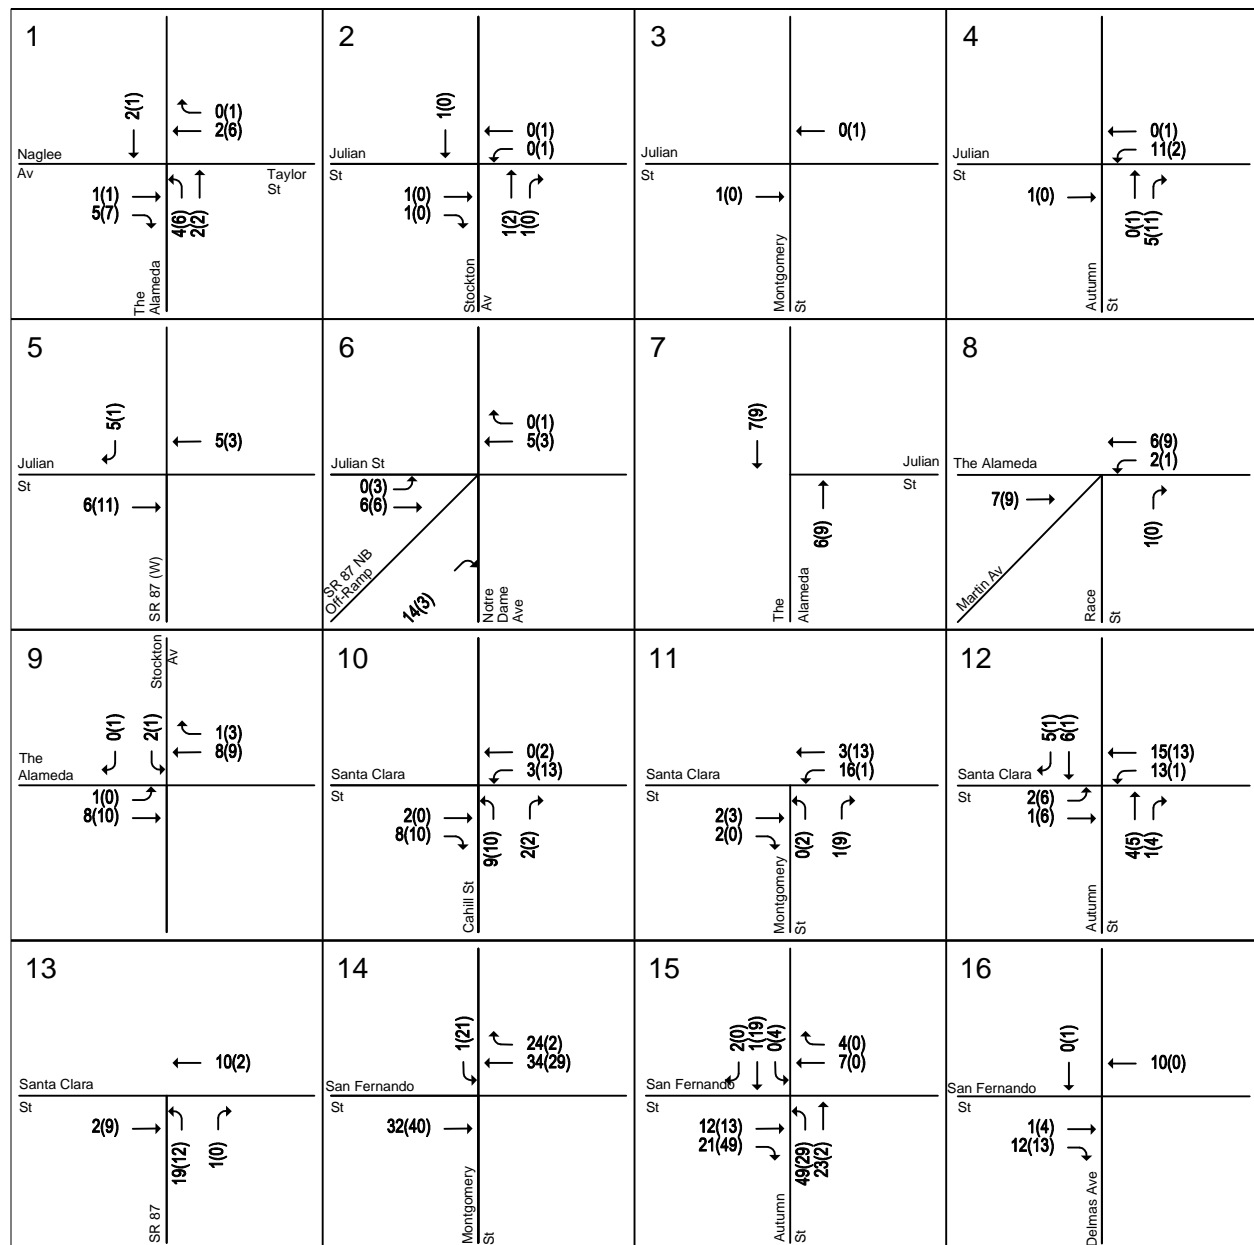 1
2(1)
0(1)
2(6)
Naglee
Av
Taylor
St
1(1)
5(7)
4(6)
2(2)
The
Alameda
2
1(0)
0(1)
0(1)
Julian
St
1(0)
1(0)
1(2)
1(0)
Stockton
Av
3
0(1)
Julian
St
1(0)
Montgomery
St
4
0(1)
11(2)
Julian
St
1(0)
0(1)
5(11)
Autumn
St
5
5(1)
5(3)
Julian
St
6(11)
SR 87 (W)
6
0(1)
5(3)
Julian St
0(3)
6(6)
SR 87 NB
Off-Ramp
14(3)
Notre
Dame
Ave
7
7(9)
Julian
St
6(9)
The
Alameda
8
6(9)
2(1)
The Alameda
7(9)
1(0)
Martin Av
Race
St
9
Stockton
Av
0(1)
2(1)
1(3)
8(9)
The
Alameda
1(0)
8(10)
10
0(2)
3(13)
Santa Clara
St
2(0)
8(10)
9(10)
2(2)
Cahill St
11
3(13)
16(1)
Santa Clara
St
2(3)
2(0)
0(2)
1(9)
Montgomery
St
12
5(1)
6(1)
15(13)
13(1)
Santa Clara
St
2(6)
1(6)
4(5)
1(4)
Autumn
St
13
10(2)
Santa Clara
St
2(9)
19(12)
1(0)
SR 87
14
1(21)
24(2)
34(29)
San Fernando
St
32(40)
Montgomery
St
15
2(0)
1(19)
0(4)
4(0)
7(0)
San Fernando
St
12(13)
21(49)
49(29)
23(2)
Autumn
St
16
0(1)
10(0)
San Fernando
St
1(4)
12(13)
Delmas Ave